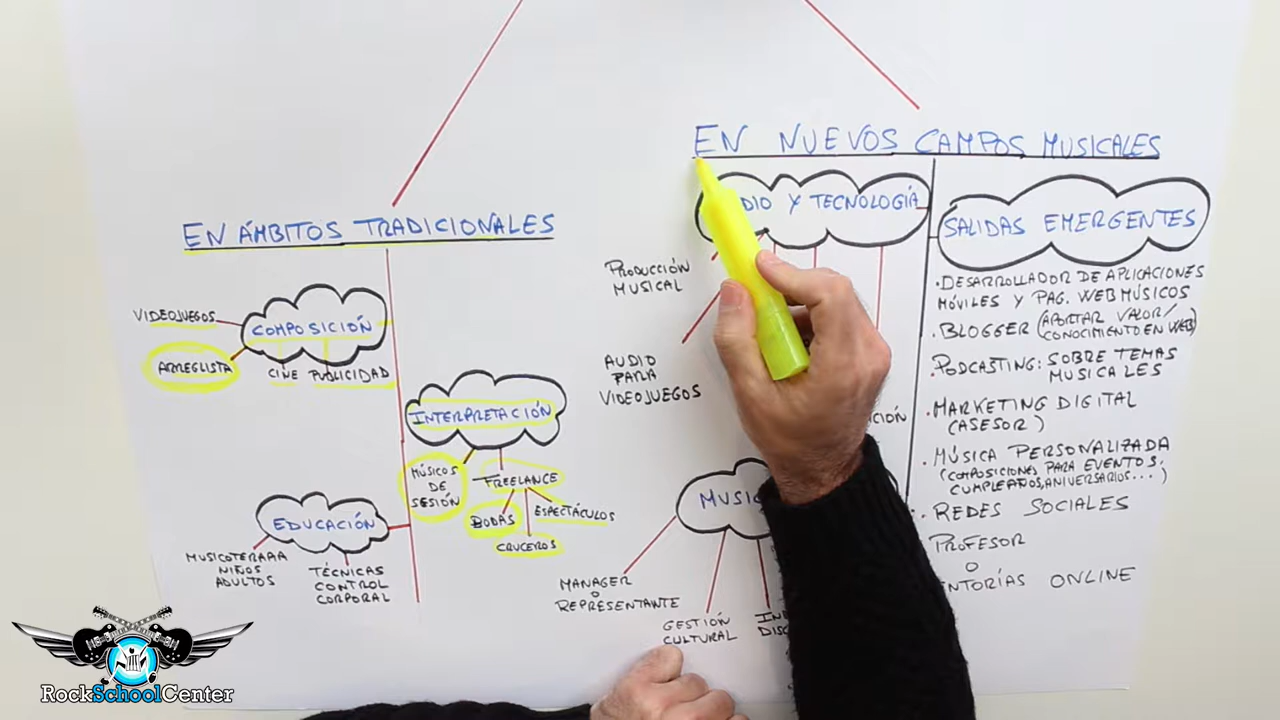 EN ÁMBITOS TRADICIONALES
VIDEOJUEGOS
COMPOSICIÓN
ARREGLISTA
CINE PUBLICIDAD
INTERPRETACIÓN
MÚSICOS
DE
SESIÓN
FREELANCE
BODAS
ESPECTÁCULOS
CRUCEROS
EDUCACIÓN
NIÑOS
ADULTOS
TÉCNICAS
CONTROL
CORPORAL
EN NUEVOS CAMPOS MUSICALES
Y TECNOLOGÍA
PRODUCCIÓN
MUSICAL
AUDIO
PARA
VIDEOJUEGOS
MANAGER
O
REPRESENTANTE
GESTIÓN
CULTURAL
SALIDAS EMERGENTES
·DESARROLLADOR DE APLICACIONES
MÓVILES Y PAG. WEB MÚSICOS
·BLOGGER (APORTAR VALOR/
CONOCIMIENTO EN WEB)
·PODCASTING: SOBRE TEMAS
MUSICALES
·MARKETING DIGITAL
(ASESOR)
·MÚSICA PERSONALIZADA
(COMPOSICIONES PARA EVENTOS,
CUMPLEAÑOS, ANIVERSARIOS...)
·REDES SOCIALES
PROFESOR
O
ONLINE
RockSchoolCenter